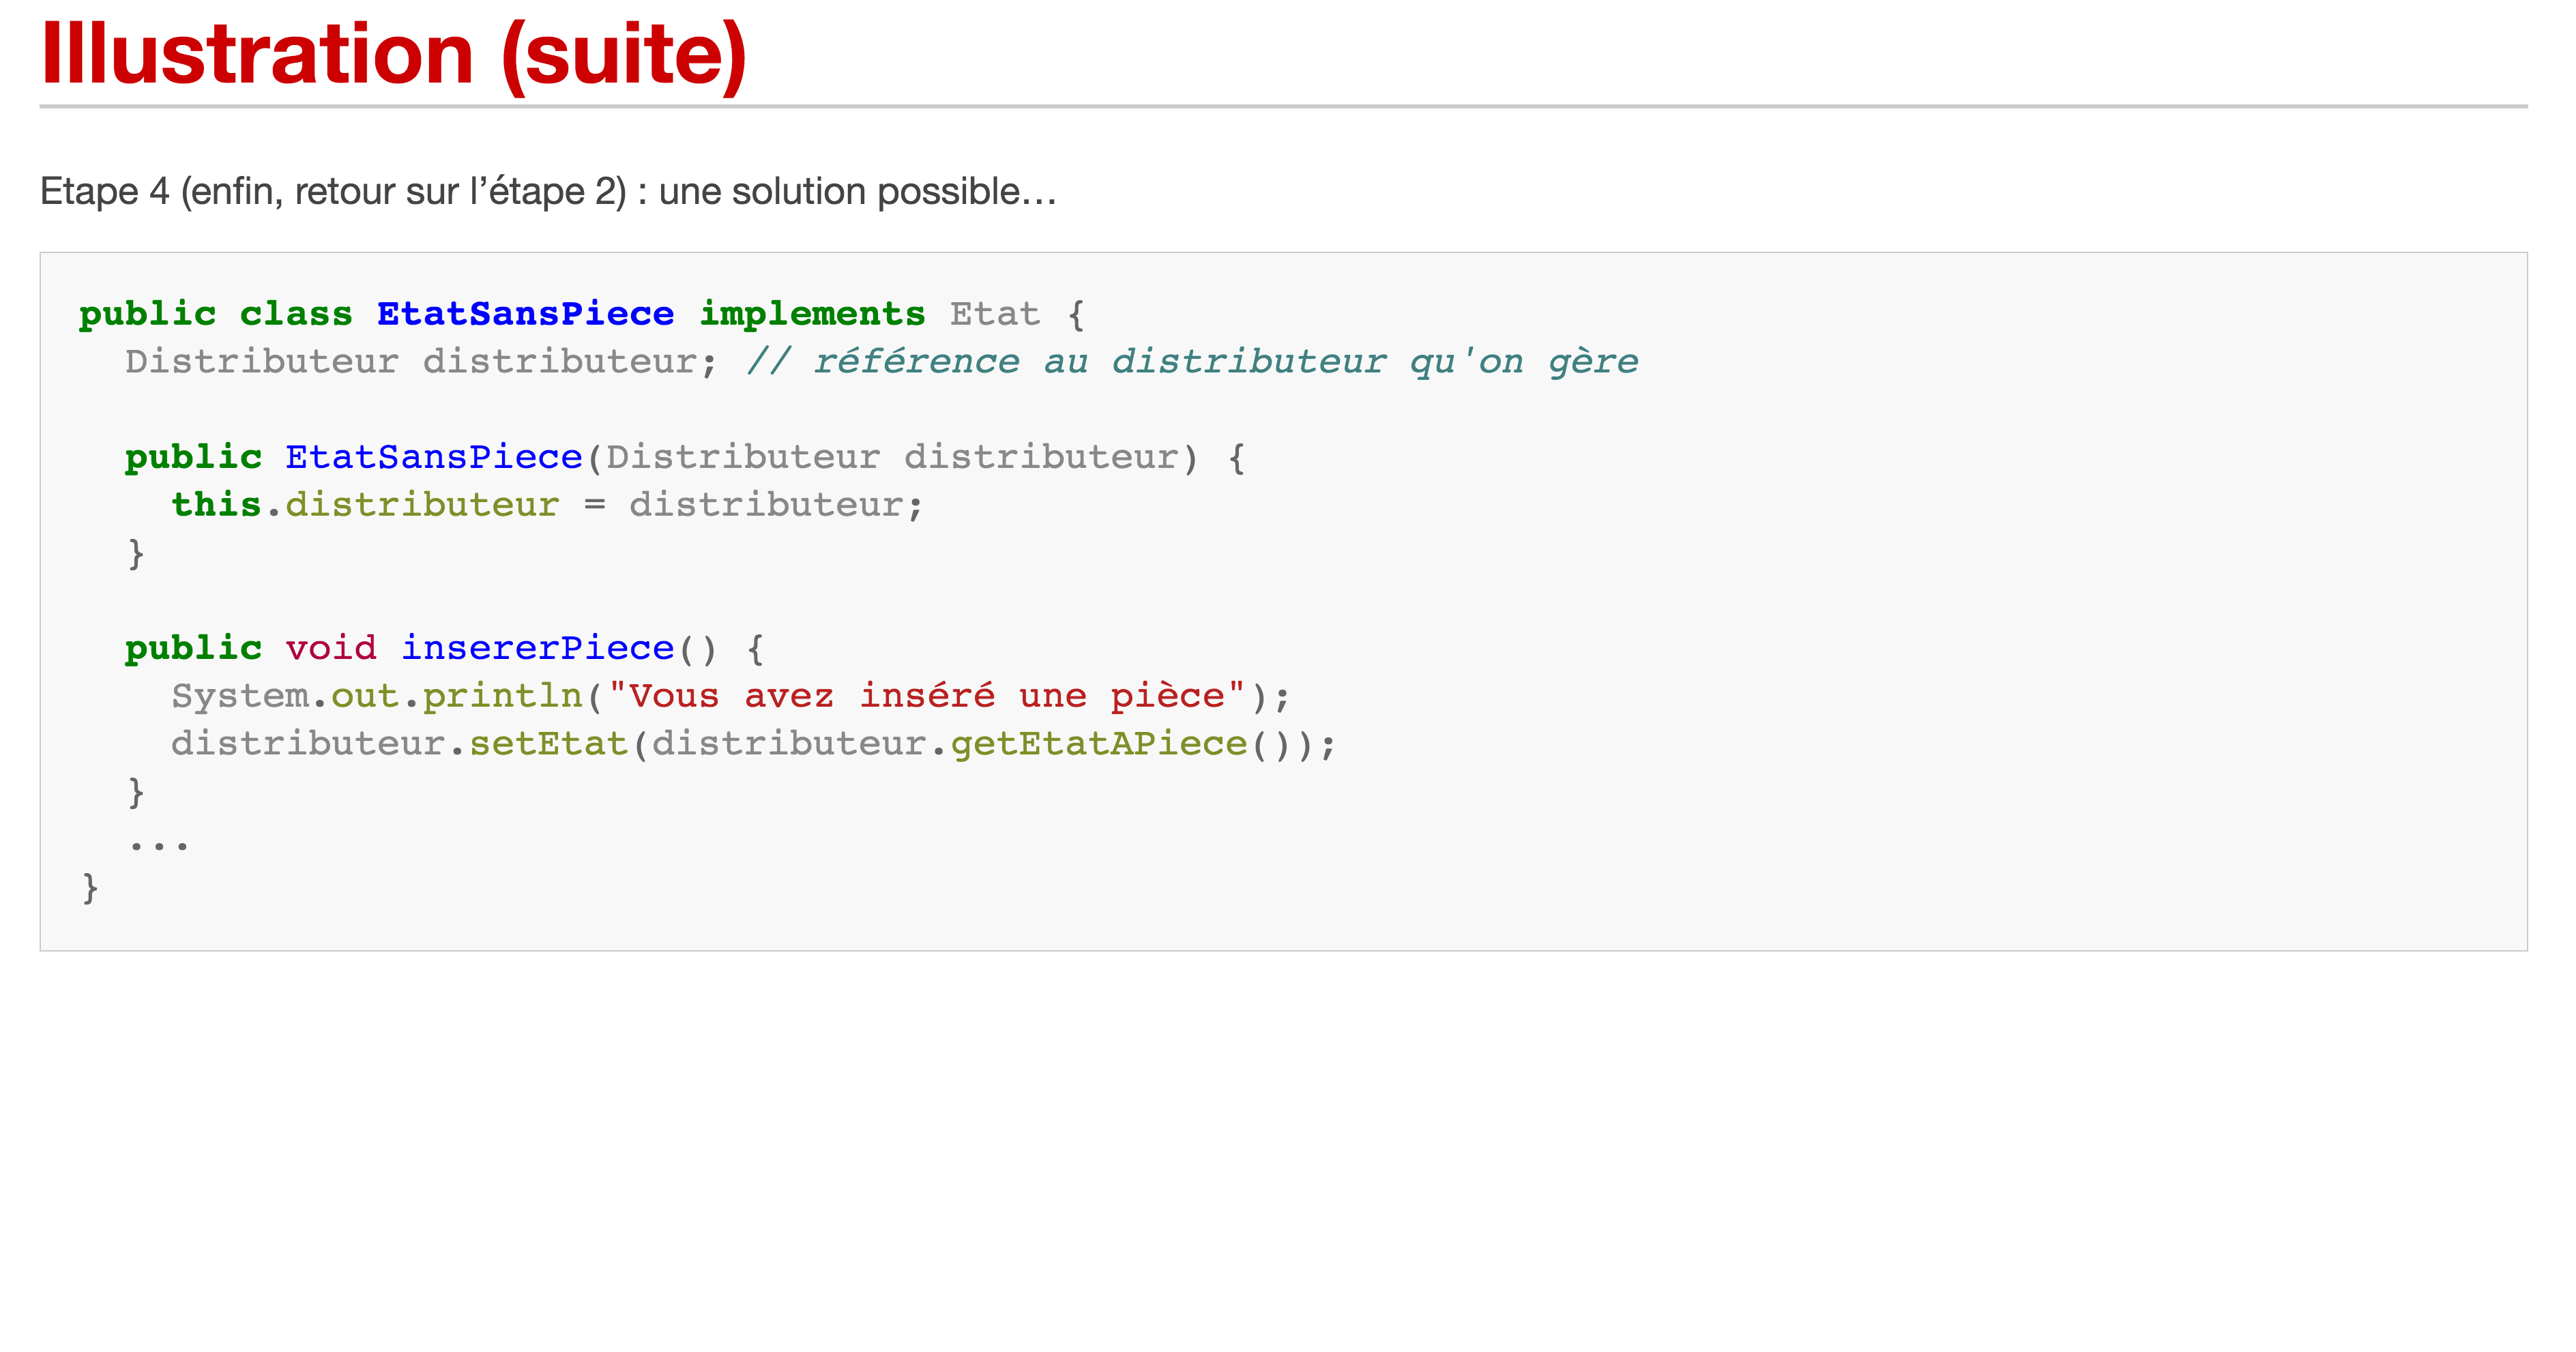 Illustration (suite)
Etape 4 (enfin, retour sur l’étape 2) : une solution possible…
public class EtatSansPiece implements Etat {
  Distributeur distributeur; // référence au distributeur qu'on gère

  public EtatSansPiece(Distributeur distributeur) {
    this.distributeur = distributeur;
  }

  public void insererPiece() {
    System.out.println("Vous avez inséré une pièce");
    distributeur.setEtat(distributeur.getEtatAPiece());
  }
  ...
}